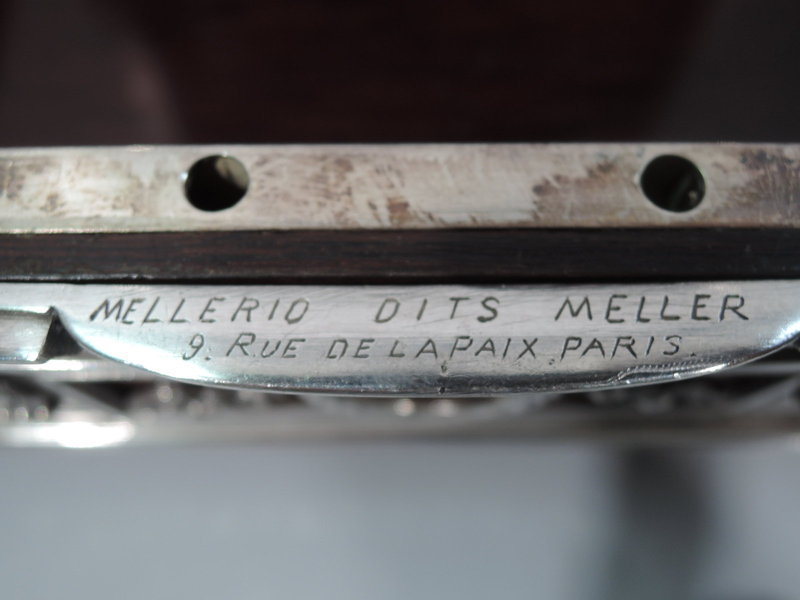 MELLERIO DITS MELLER
9. RUE DE LA PAIX PARIS.